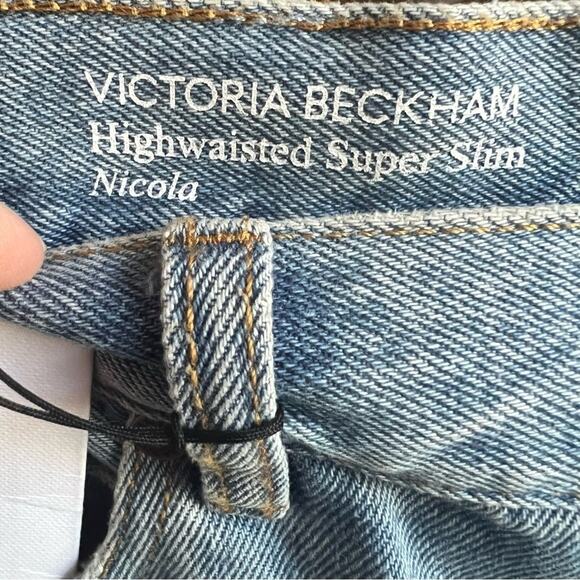 VICTORIA BECKHAM
Highwaisted Super Slim
Nicola